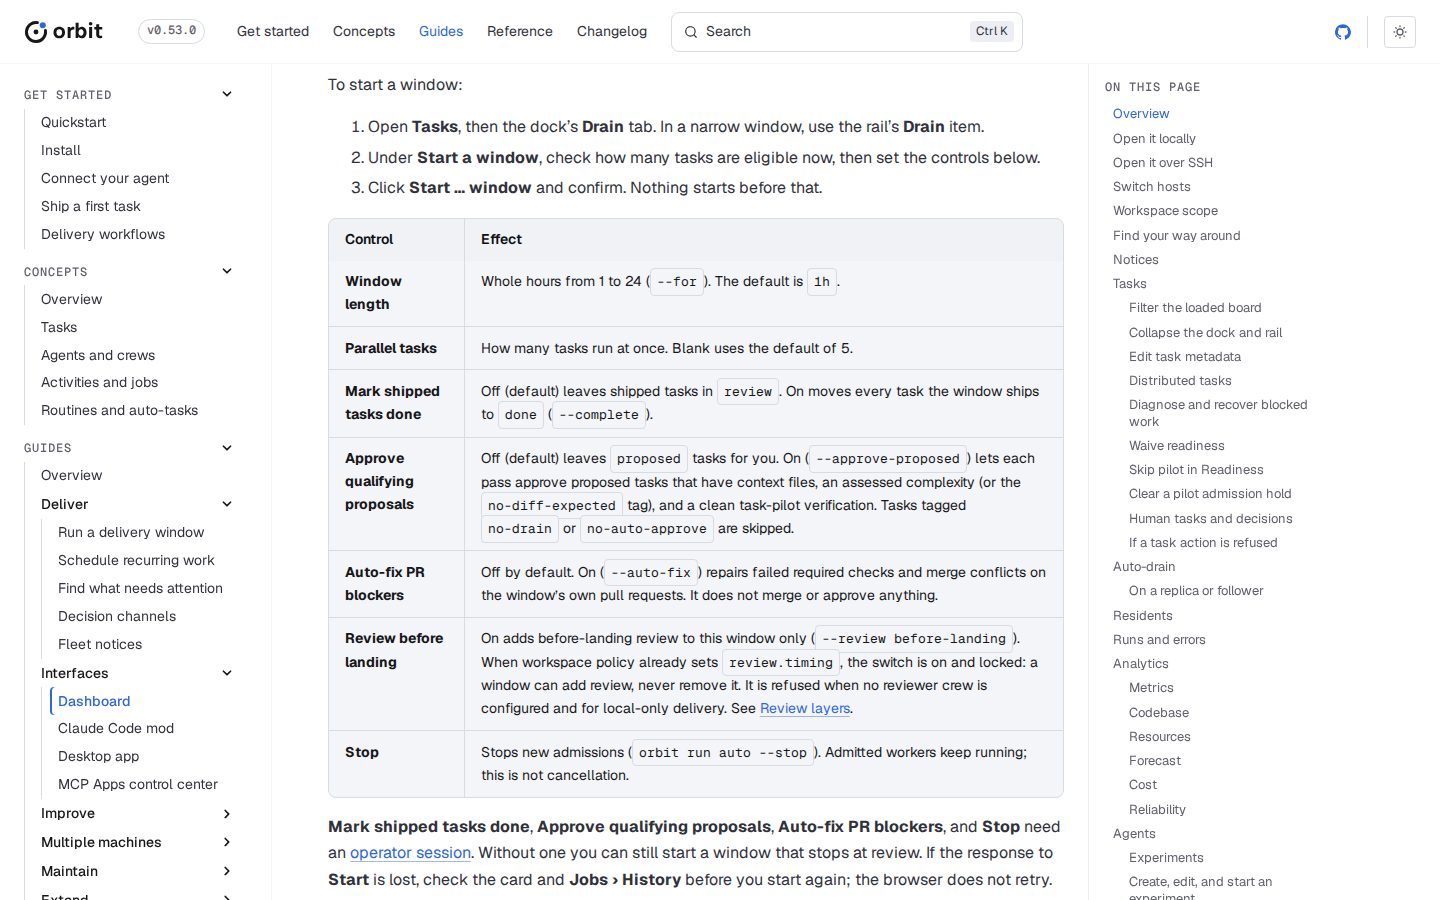 orbit
v0.53.0
Get started
Concepts
Guides
Reference
Changelog
Search
Ctrl K
GET STARTED
Quickstart
Install
Connect your agent
Ship a first task
Delivery workflows
CONCEPTS
Overview
Tasks
Agents and crews
Activities and jobs
Routines and auto-tasks
GUIDES
Overview
Deliver
Run a delivery window
Schedule recurring work
Find what needs attention
Decision channels
Fleet notices
Interfaces
Dashboard
Claude Code mod
Desktop app
MCP Apps control center
Improve
Multiple machines
Maintain
Extend
To start a window:
1. Open Tasks, then the dock’s Drain tab. In a narrow window, use the rail’s Drain item.
2. Under Start a window, check how many tasks are eligible now, then set the controls below.
3. Click Start … window and confirm. Nothing starts before that.
Control
Effect
Window
length
Whole hours from 1 to 24 (--for). The default is 1h.
Parallel tasks
How many tasks run at once. Blank uses the default of 5.
Mark shipped
tasks done
Off (default) leaves shipped tasks in review. On moves every task the window ships
to done (--complete).
Approve
qualifying
proposals
Off (default) leaves proposed tasks for you. On (--approve-proposed) lets each
pass approve proposed tasks that have context files, an assessed complexity (or the
no-diff-expected tag), and a clean task-pilot verification. Tasks tagged
no-drain or no-auto-approve are skipped.
Auto-fix PR
blockers
Off by default. On (--auto-fix) repairs failed required checks and merge conflicts on
the window’s own pull requests. It does not merge or approve anything.
Review before
landing
On adds before-landing review to this window only (--review before-landing).
When workspace policy already sets review.timing, the switch is on and locked: a
window can add review, never remove it. It is refused when no reviewer crew is
configured and for local-only delivery. See Review layers.
Stop
Stops new admissions (orbit run auto --stop). Admitted workers keep running;
this is not cancellation.
Mark shipped tasks done, Approve qualifying proposals, Auto-fix PR blockers, and Stop need
an operator session. Without one you can still start a window that stops at review. If the response to
Start is lost, check the card and Jobs › History before you start again; the browser does not retry.
ON THIS PAGE
Overview
Open it locally
Open it over SSH
Switch hosts
Workspace scope
Find your way around
Notices
Tasks
Filter the loaded board
Collapse the dock and rail
Edit task metadata
Distributed tasks
Diagnose and recover blocked
work
Waive readiness
Skip pilot in Readiness
Clear a pilot admission hold
Human tasks and decisions
If a task action is refused
Auto-drain
On a replica or follower
Residents
Runs and errors
Analytics
Metrics
Codebase
Resources
Forecast
Cost
Reliability
Agents
Experiments
Create, edit, and start an
experiment